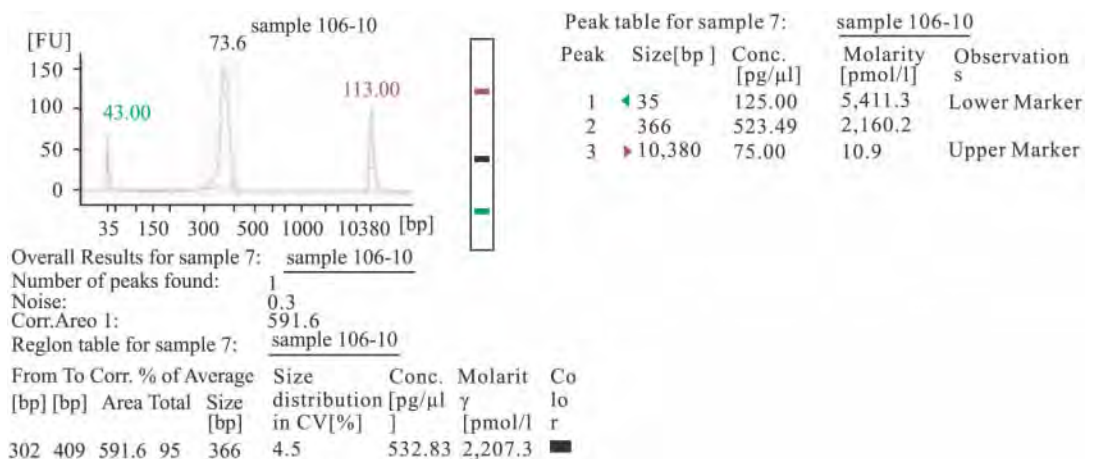 sample 106-10
[FU]
73.6
150
113.00
100
43.00
50
0
35 150 300 500 1000 10380 [bp]
Overall Results for sample 7: sample 106-10
Number of peaks found: 1
Noise: 0.3
Corr.Areo 1: 591.6
Reglon table for sample 7: sample 106-10
From To Corr. % of Average Size Conc. Molarit Co
[bp] [bp] Area Total Size distribution [pg/μl γ lo
[bp] in CV[%] ] [pmol/l r
302 409 591.6 95 366 4.5 532.83 2,207.3
Peak table for sample 7: sample 106-10
Peak Size[bp ] Conc. Molarity Observation
[pg/μl] [pmol/l] s
1 35 125.00 5,411.3 Lower Marker
2 366 523.49 2,160.2
3 10,380 75.00 10.9 Upper Marker